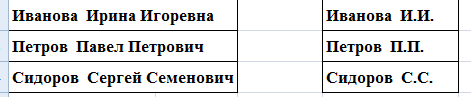 Иванова  Ирина Игоревна  Иванова  И.И.
Петров  Павел Петрович  Петров  П.П.
Сидоров  Сергей Семенович  Сидоров  С.С.